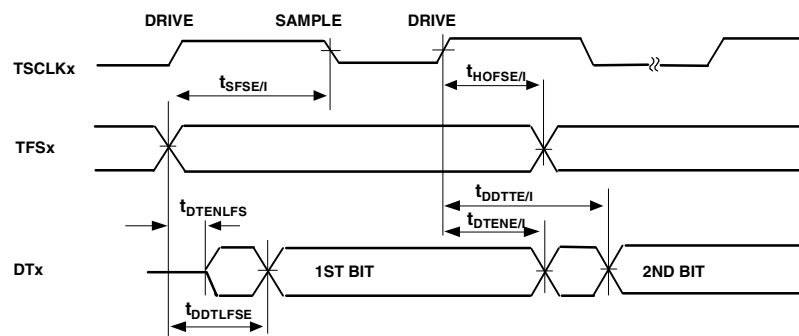 DRIVE SAMPLE DRIVE
TSCLKx
tSFSE/I tHOFSE/I
TFSx
tDDTTE/I
tDTENLFS tDTENE/I
DTx 1ST BIT 2ND BIT
tDDTLFSE